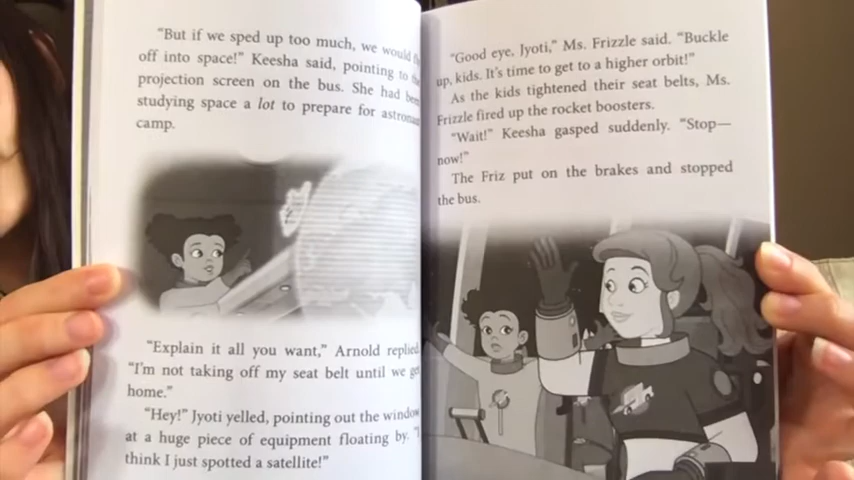 "But if we sped up too much, we would
off into space!" Keesha said, pointing to
projection screen on the bus. She had been
studying space a lot to prepare for astronaut
camp.
"Explain it all you want," Arnold replied.
"I'm not taking off my seat belt until we get
home."
"Hey!" Jyoti yelled, pointing out the window
at a huge piece of equipment floating by. "I
think I just spotted a satellite!"
"Good eye, Jyoti," Ms. Frizzle said. "Buckle
up, kids. It's time to get to a higher orbit!"
As the kids tightened their seat belts, Ms.
Frizzle fired up the rocket boosters.
"Wait!" Keesha gasped suddenly. "Stop—
now!"
The Friz put on the brakes and stopped
the bus.